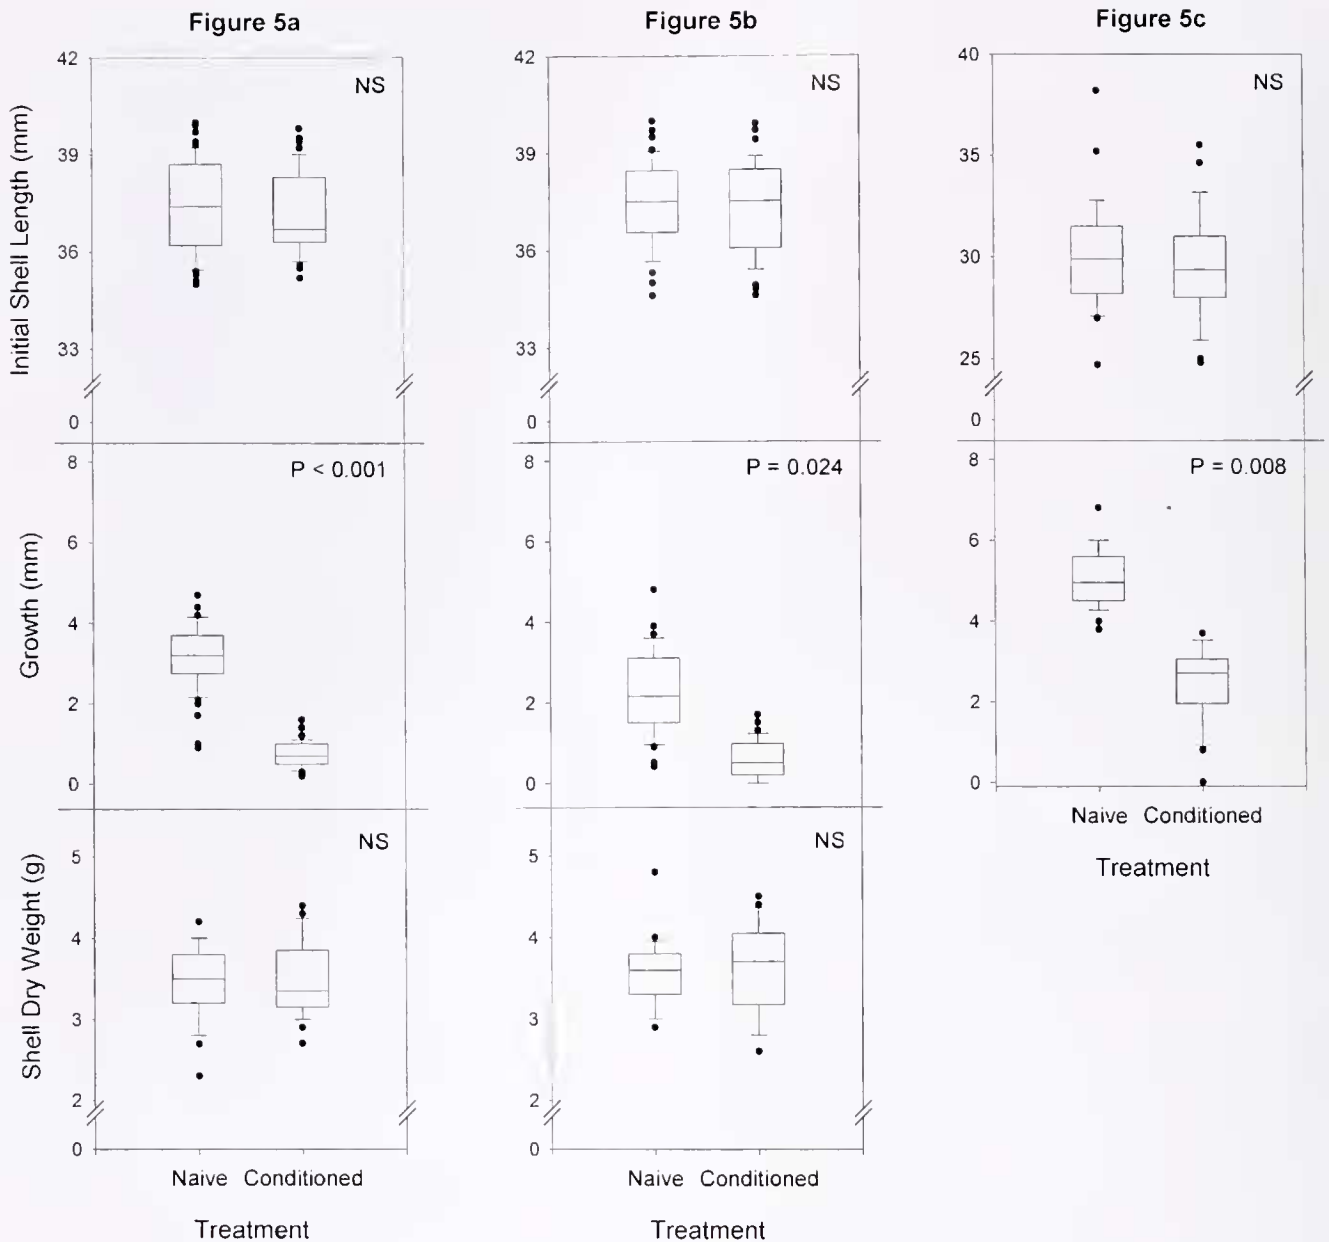 Figure 5a
Figure 5b
Figure 5c
Initial Shell Length (mm)
42
39
36
33
0
NS
42
39
36
33
0
NS
40
35
30
25
0
NS
Growth (mm)
8
6
4
2
0
P < 0.001
8
6
4
2
0
P = 0.024
8
6
4
2
0
P = 0.008
Naive Conditioned
Treatment
Shell Dry Weight (g)
5
4
3
2
0
NS
Naive Conditioned
Treatment
5
4
3
2
0
NS
Naive Conditioned
Treatment